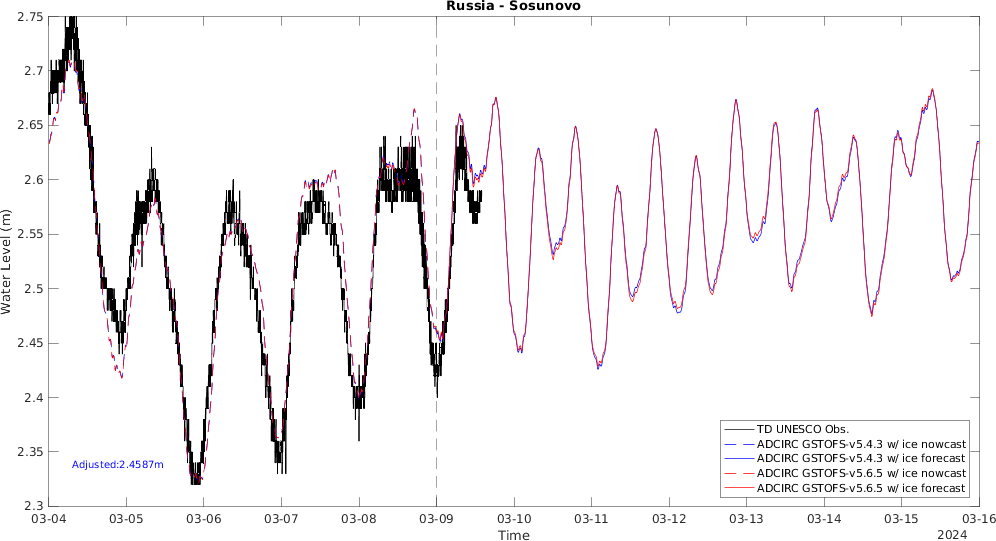 Russia - Sosunovo
2.75
2.7
2.65
2.6
2.55
2.5
2.45
2.4
2.35
2.3
Water Level (m)
Adjusted:2.4587m
TD UNESCO Obs.
ADCIRC GSTOFS-v5.4.3 w/ ice nowcast
ADCIRC GSTOFS-v5.4.3 w/ ice forecast
ADCIRC GSTOFS-v5.6.5 w/ ice nowcast
ADCIRC GSTOFS-v5.6.5 w/ ice forecast
03-04 03-05 03-06 03-07 03-08 03-09 03-10 03-11 03-12 03-13 03-14 03-15 03-16
Time
2024